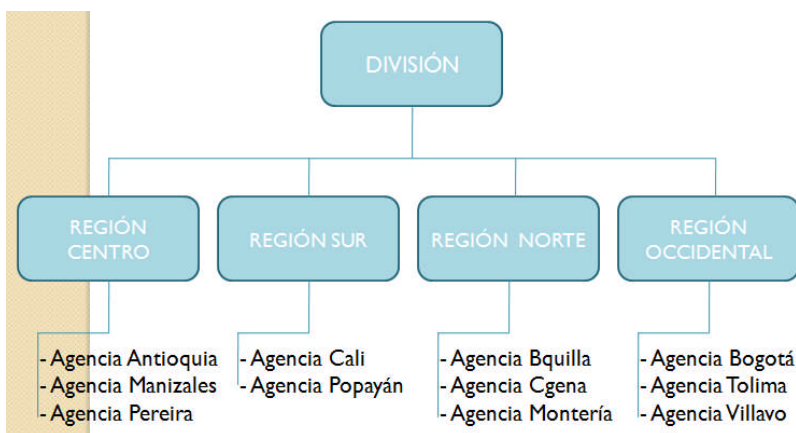 DIVISIÓN
REGIÓN
CENTRO
- Agencia Antioquia
- Agencia Manizales
- Agencia Pereira
REGIÓN SUR
- Agencia Cali
- Agencia Popayán
REGIÓN NORTE
- Agencia Bquilla
- Agencia Cgena
- Agencia Montería
REGIÓN
OCCIDENTAL
- Agencia Bogotá
- Agencia Tolima
- Agencia Villavo